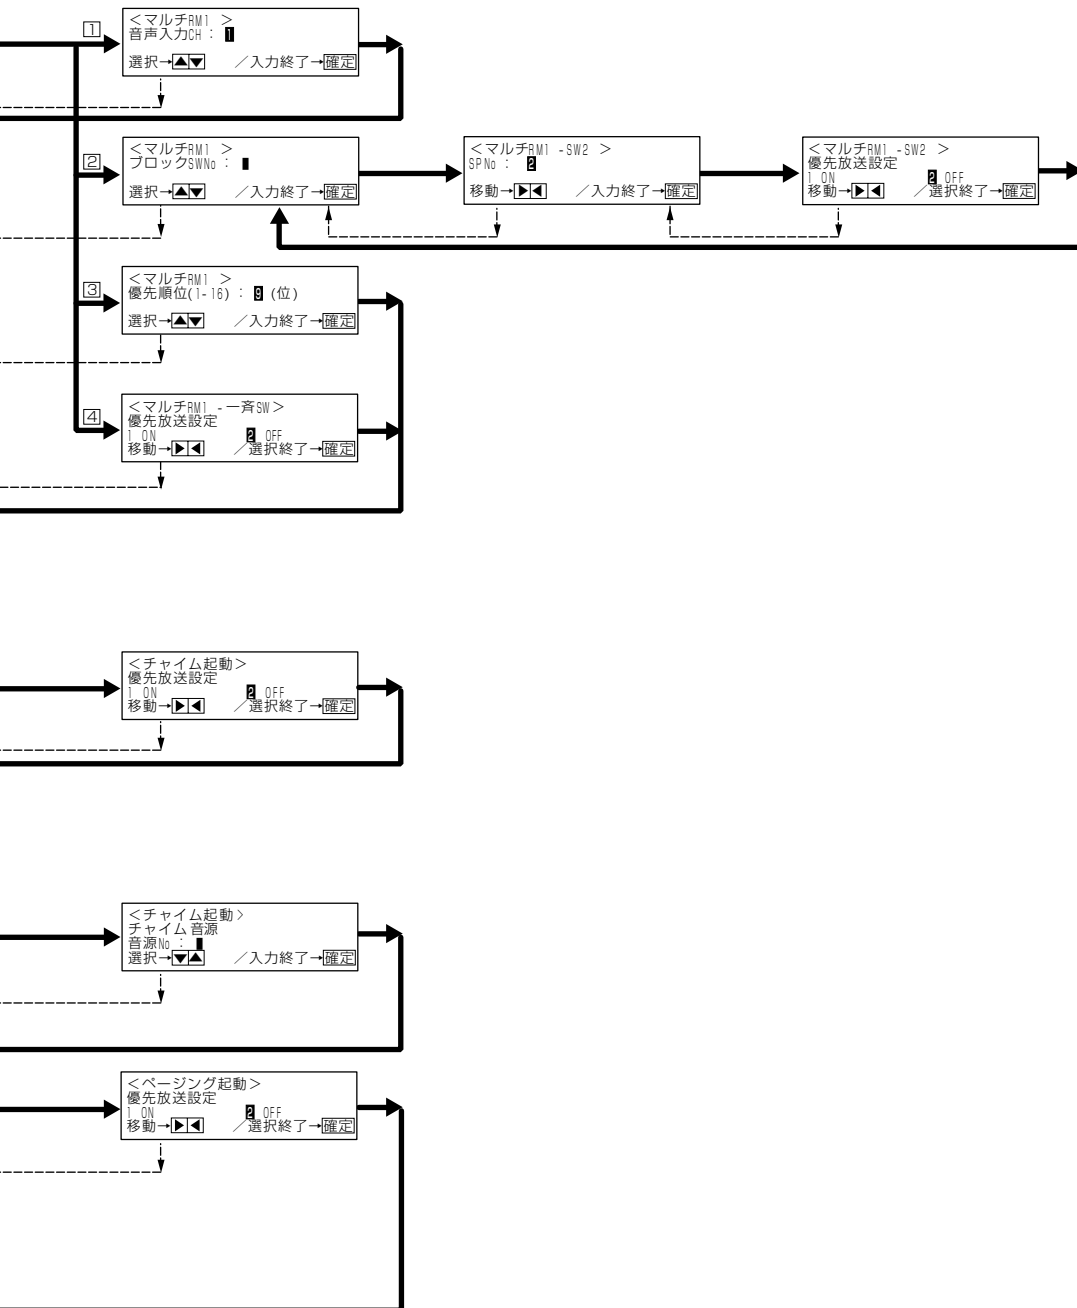 1
<マルチRM1 >
音声入力CH : 1
選択→▲▼ /入力終了→確定
2
<マルチRM1 >
ブロックSWNo :
選択→▲▼ /入力終了→確定
<マルチRM1 -SW2 >
SPNo : 2
移動→▶◀ /入力終了→確定
<マルチRM1 -SW2 >
優先放送設定
1 ON 2 OFF
移動→▶◀ /選択終了→確定
3
<マルチRM1 >
優先順位(1-16) : 9 (位)
選択→▲▼ /入力終了→確定
4
<マルチRM1 -一斉SW>
優先放送設定
1 ON 2 OFF
移動→▶◀ /選択終了→確定
<チャイム起動>
優先放送設定
1 ON 2 OFF
移動→▶◀ /選択終了→確定
<チャイム起動>
チャイム音源
音源No :
選択→▼▲ /入力終了→確定
<ページング起動>
優先放送設定
1 ON 2 OFF
移動→▶◀ /選択終了→確定